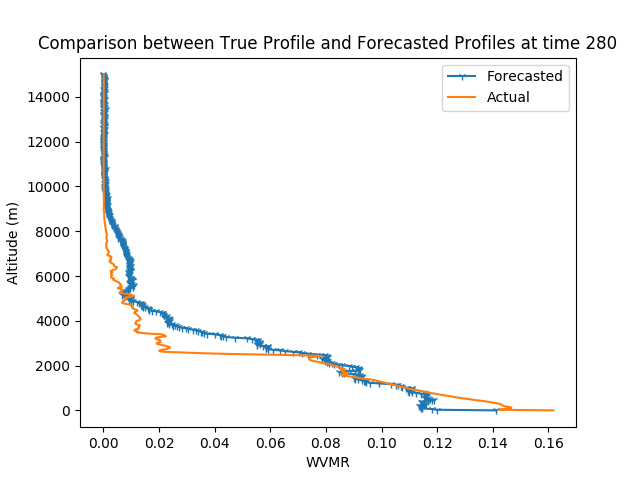 Comparison between True Profile and Forecasted Profiles at time 280
Forecasted
Actual
14000
12000
10000
8000
6000
4000
2000
0
Altitude (m)
0.00 0.02 0.04 0.06 0.08 0.10 0.12 0.14 0.16
WVMR